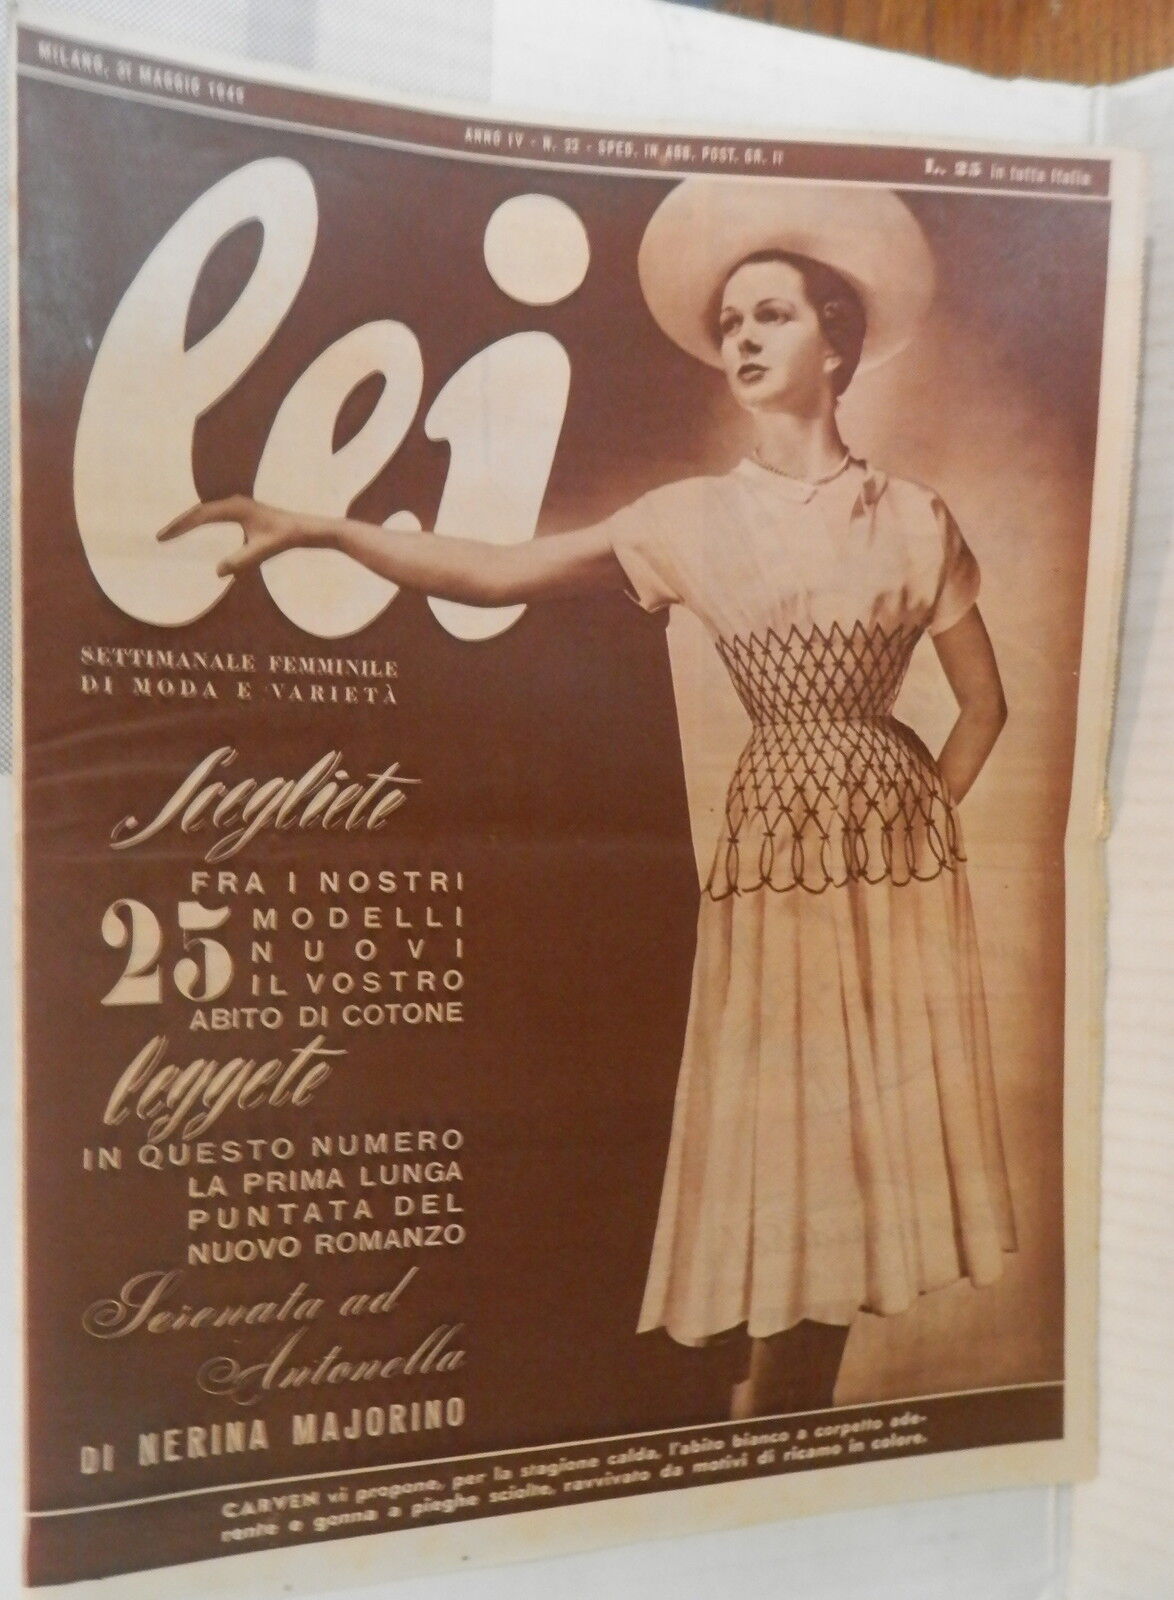 MILANO, 31 MAGGIO 1949
ANNO IV - N. 22 - SPED. IN ABB. POST. GR. II
L. 25 in tutta Italia
lei
SETTIMANALE FEMMINILE
DI MODA E VARIETÀ
Scegliete
FRA I NOSTRI
25 MODELLI
NUOVI
IL VOSTRO
ABITO DI COTONE
leggete
IN QUESTO NUMERO
LA PRIMA LUNGA
PUNTATA DEL
NUOVO ROMANZO
Serenata ad
Antonella
DI NERINA MAJORINO
CARVEN vi propone, per la stagione calda, l'abito bianco a corpetto ade-
rente e gonna a pieghe sciolte, ravvivato da motivi di ricamo in colore.